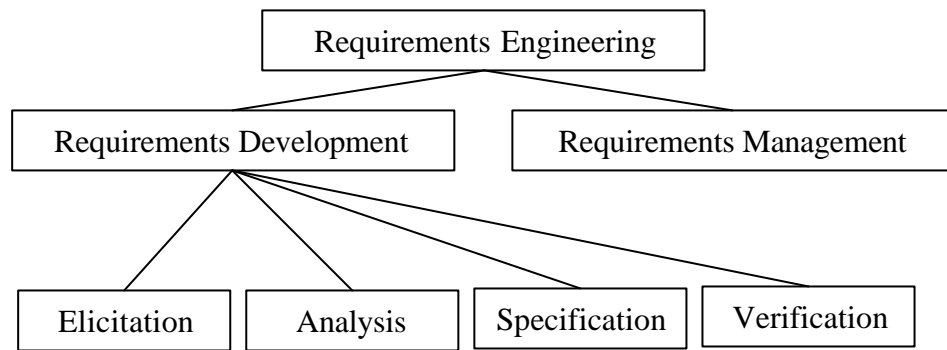 Requirements Engineering
Requirements Development
Requirements Management
Elicitation
Analysis
Specification
Verification